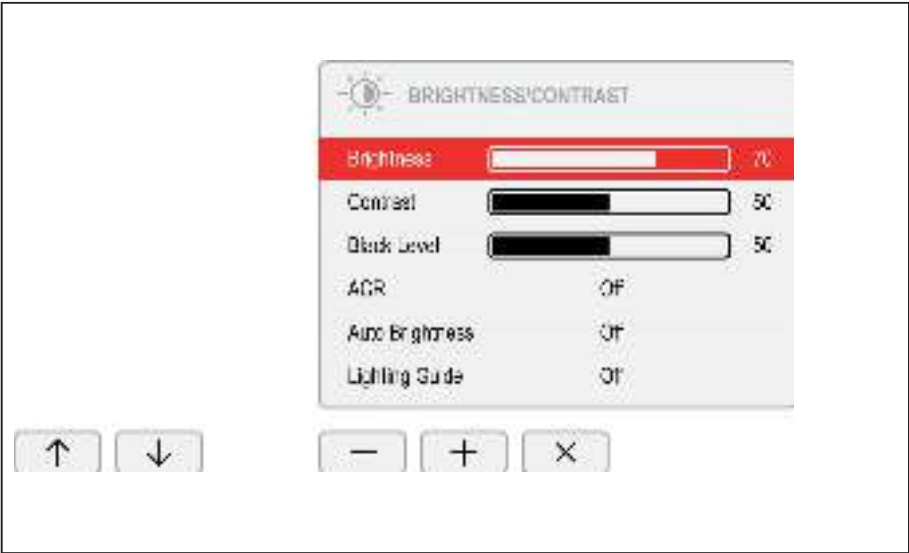 BRIGHTNESS/CONTRAST
Brightness 70
Contrast 50
Black Level 50
ACR Off
Auto Brightness Off
Lighting Guide Off